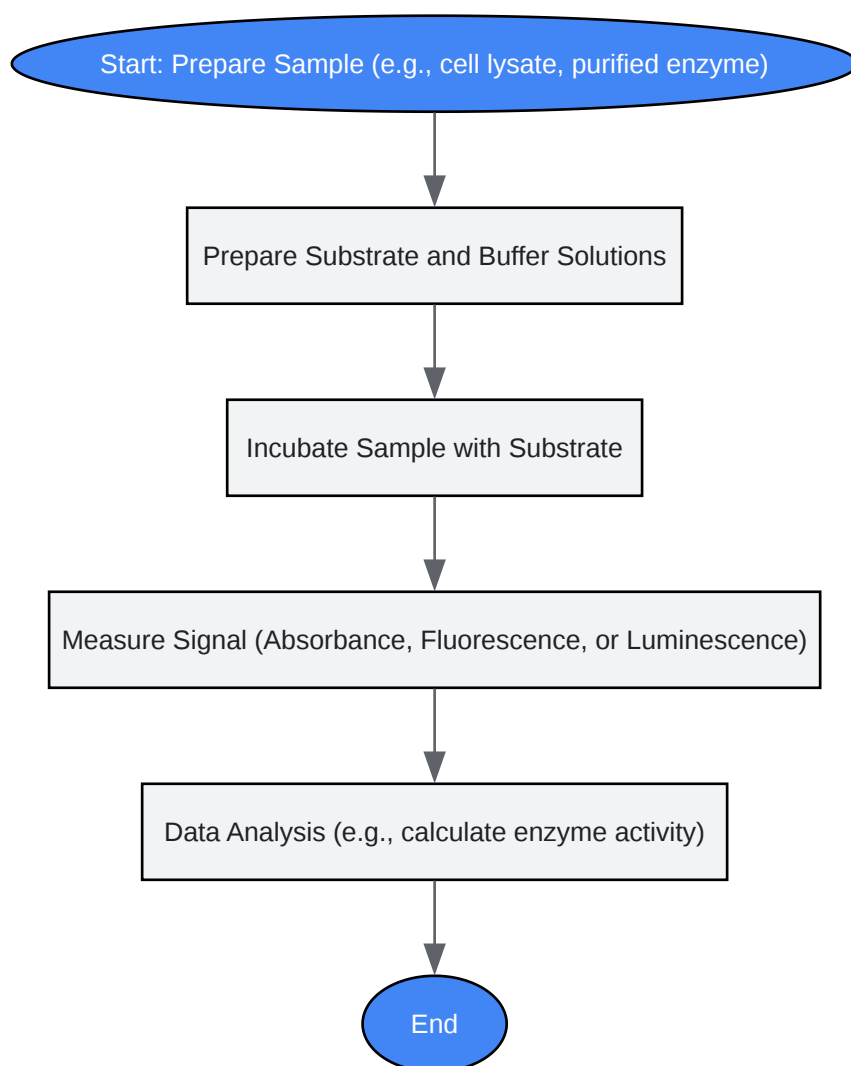 Start: Prepare Sample (e.g., cell lysate, purified enzyme)
Prepare Substrate and Buffer Solutions
Incubate Sample with Substrate
Measure Signal (Absorbance, Fluorescence, or Luminescence)
Data Analysis (e.g., calculate enzyme activity)
End